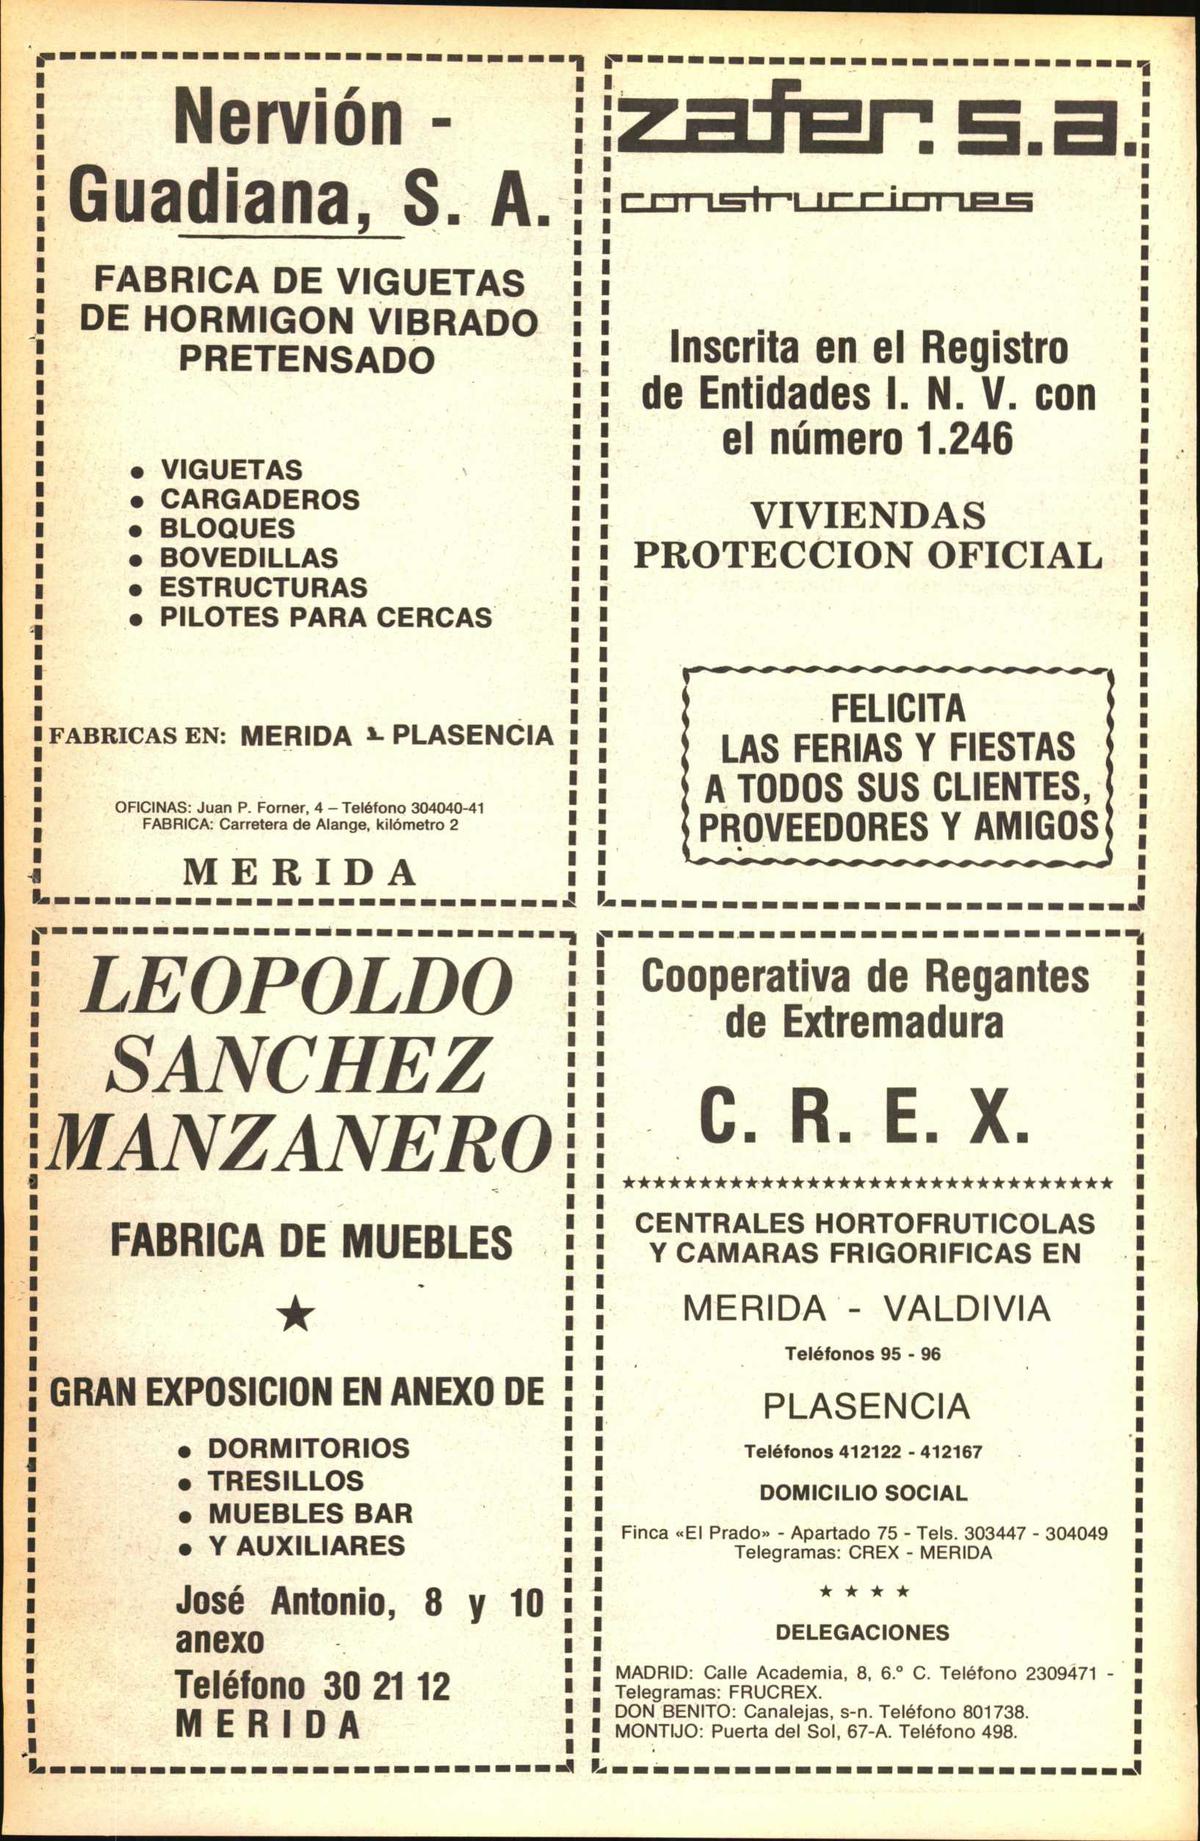 Nervión -
Guadiana, S. A.
FABRICA DE VIGUETAS
DE HORMIGON VIBRADO
PRETENSADO
● VIGUETAS
● CARGADEROS
● BLOQUES
● BOVEDILLAS
● ESTRUCTURAS
● PILOTES PARA CERCAS
FABRICAS EN: MERIDA PLASENCIA
OFICINAS: Juan P. Forner, 4 – Teléfono 304040-41
FABRICA: Carretera de Alange, kilómetro 2
MERIDA
zafer. s.a.
construcciones
Inscrita en el Registro
de Entidades I. N. V. con
el número 1.246
VIVIENDAS
PROTECCION OFICIAL
FELICITA
LAS FERIAS Y FIESTAS
A TODOS SUS CLIENTES,
PROVEEDORES Y AMIGOS
LEOPOLDO
SANCHEZ
MANZANERO
FABRICA DE MUEBLES
★
GRAN EXPOSICION EN ANEXO DE
● DORMITORIOS
● TRESILLOS
● MUEBLES BAR
● Y AUXILIARES
José Antonio, 8 y 10
anexo
Teléfono 30 21 12
MERIDA
Cooperativa de Regantes
de Extremadura
C. R. E. X.
CENTRALES HORTOFRUTICOLAS
Y CAMARAS FRIGORIFICAS EN
MERIDA - VALDIVIA
Teléfonos 95 - 96
PLASENCIA
Teléfonos 412122 - 412167
DOMICILIO SOCIAL
Finca «El Prado» - Apartado 75 - Tels. 303447 - 304049
Telegramas: CREX - MERIDA
★ ★ ★ ★
DELEGACIONES
MADRID: Calle Academia, 8, 6.º C. Teléfono 2309471 -
Telegramas: FRUCREX.
DON BENITO: Canalejas, s-n. Teléfono 801738.
MONTIJO: Puerta del Sol, 67-A. Teléfono 498.